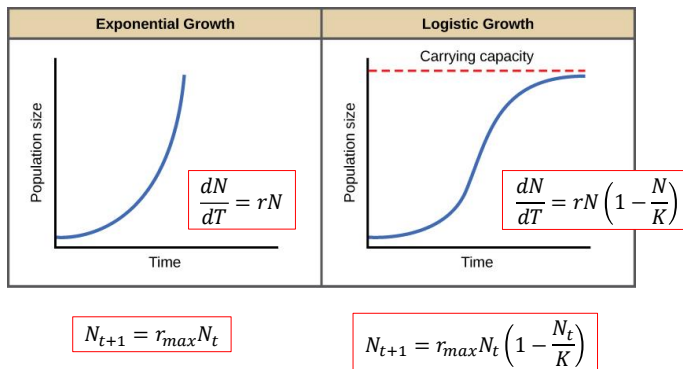 Exponential Growth
Logistic Growth
Population size
dN/dT = rN
Time
Carrying capacity
Population size
dN/dT = rN(1 − N/K)
Time
N_{t+1} = r_{max}N_t
N_{t+1} = r_{max}N_t(1 − N_t/K)